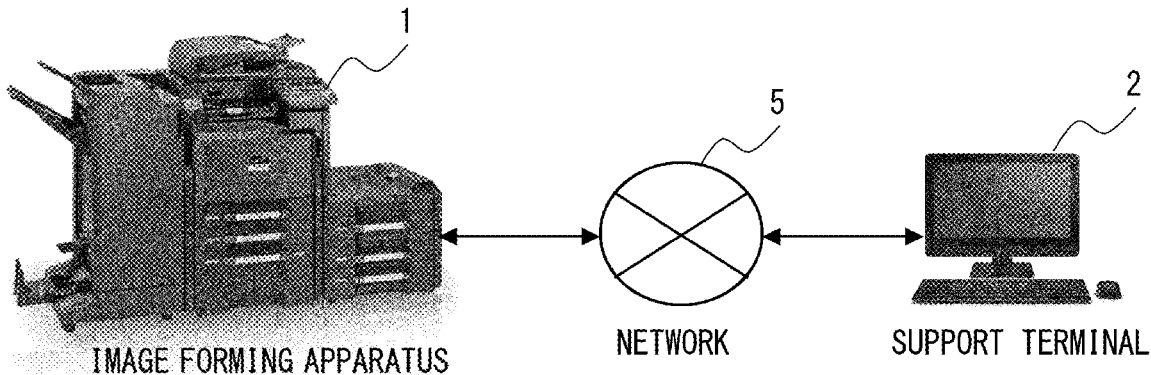 1
5
2
IMAGE FORMING APPARATUS
NETWORK
SUPPORT TERMINAL